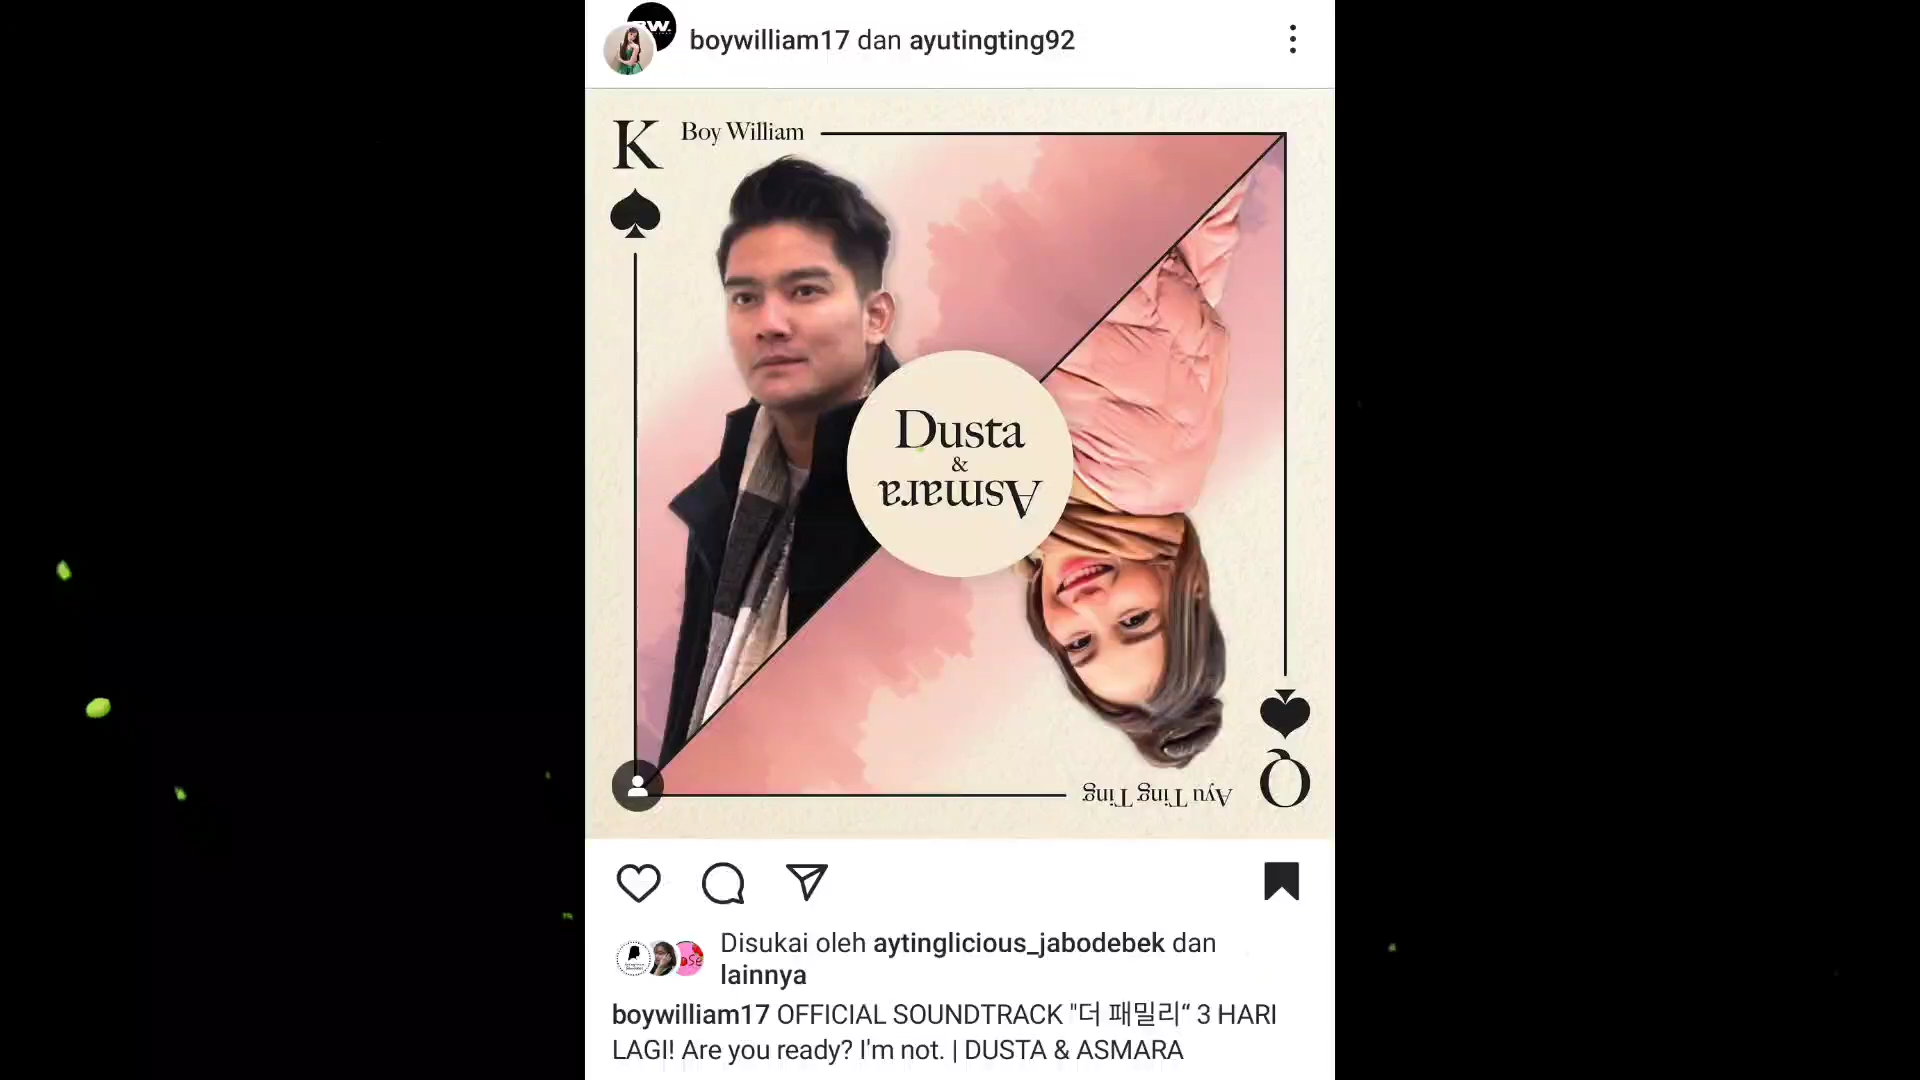 BW.
boywilliam17 dan ayutingting92
K Boy William
Dusta
&
Asmara
Ayu Ting Ting
Q
Disukai oleh aytinglicious_jabodebek dan
lainnya
boywilliam17 OFFICIAL SOUNDTRACK "더 패밀리“ 3 HARI
LAGI! Are you ready? I'm not. | DUSTA & ASMARA